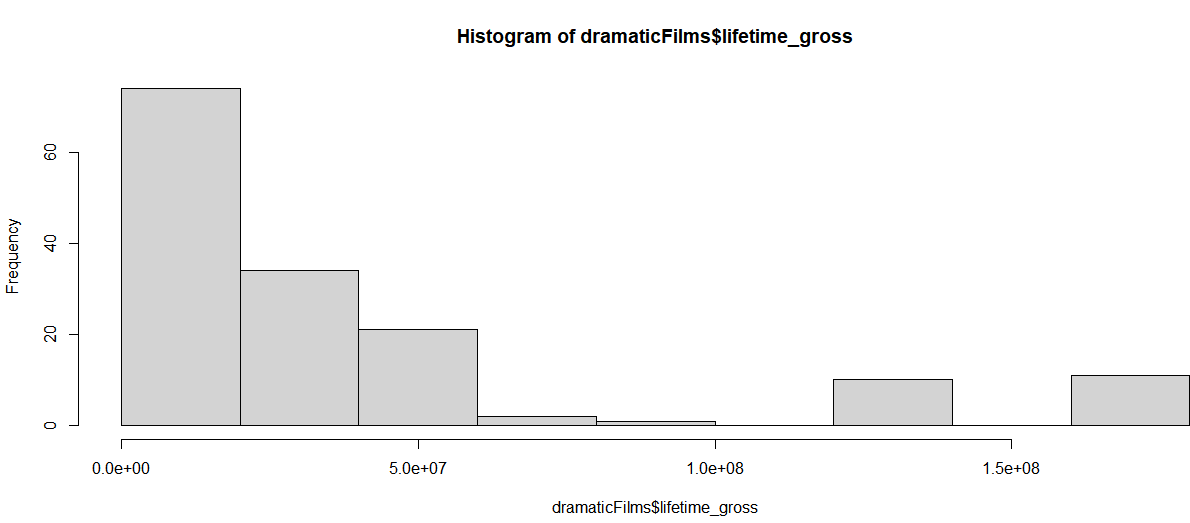 Histogram of dramaticFilms$lifetime_gross
Frequency
60
40
20
0
0.0e+00 5.0e+07 1.0e+08 1.5e+08
dramaticFilms$lifetime_gross